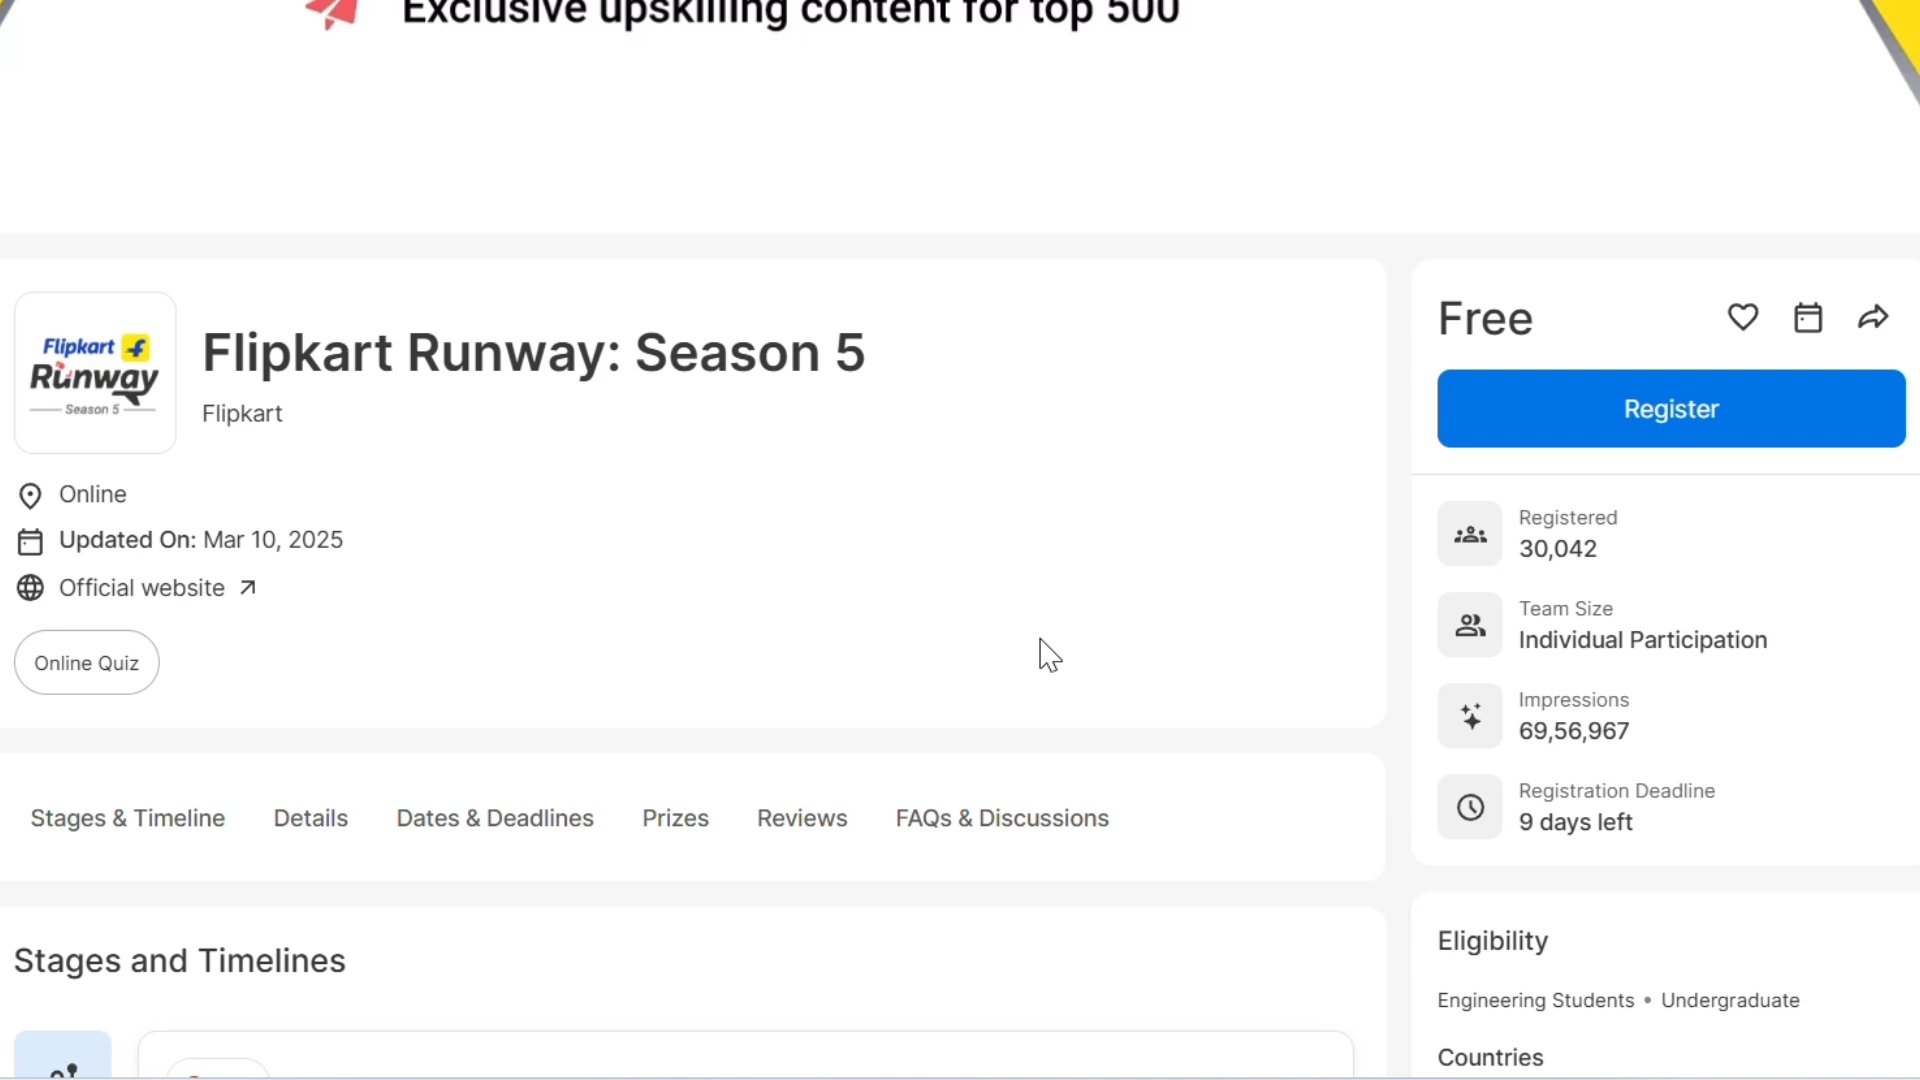 Exclusive upskilling content for top 500
Flipkart
Runway
Season 5
Flipkart Runway: Season 5
Flipkart
Online
Updated On: Mar 10, 2025
Official website
Online Quiz
Free
Register
Registered
30,042
Team Size
Individual Participation
Impressions
69,56,967
Registration Deadline
9 days left
Stages & Timeline Details Dates & Deadlines Prizes Reviews FAQs & Discussions
Stages and Timelines
Eligibility
Engineering Students • Undergraduate
Countries